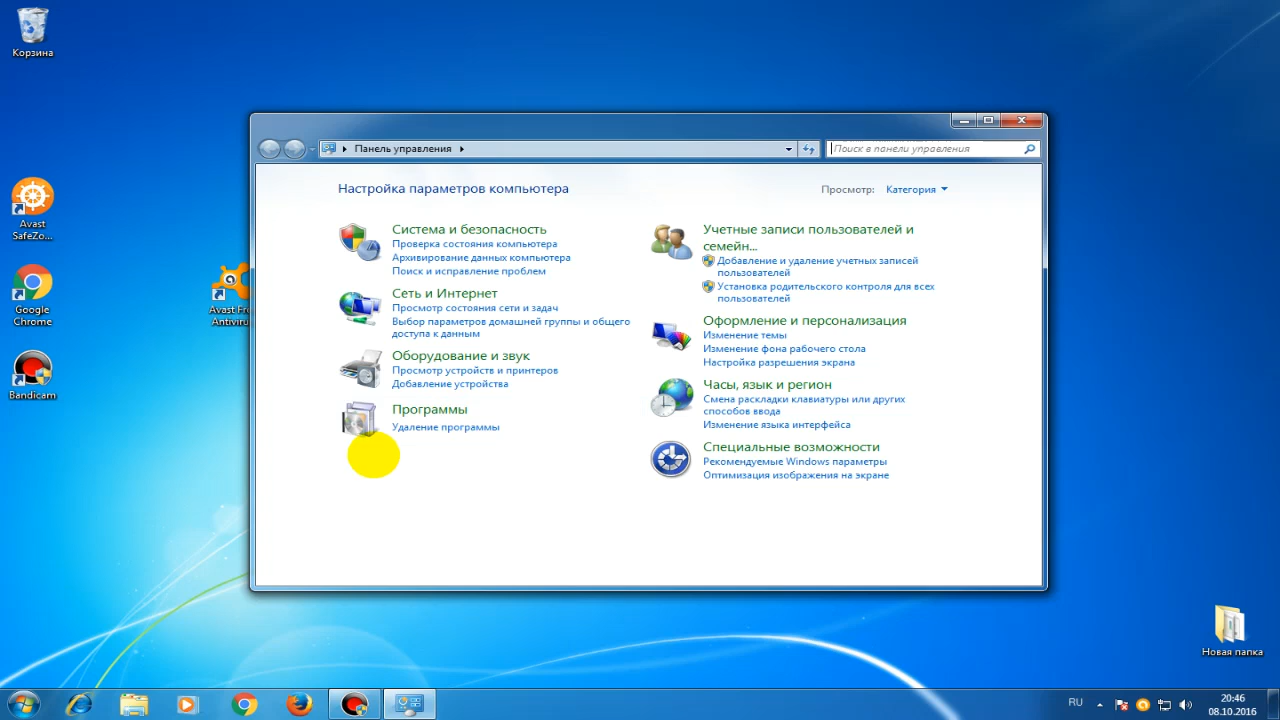 Корзина
Avast
SafeZo...
Google
Chrome
Avast Fre
Antivirus
Bandicam
Панель управления
Поиск в панели управления
Настройка параметров компьютера
Просмотр:
Категория
Система и безопасность
Проверка состояния компьютера
Архивирование данных компьютера
Поиск и исправление проблем
Сеть и Интернет
Просмотр состояния сети и задач
Выбор параметров домашней группы и общего
доступа к данным
Оборудование и звук
Просмотр устройств и принтеров
Добавление устройства
Программы
Удаление программы
Учетные записи пользователей и
семейн...
Добавление и удаление учетных записей
пользователей
Установка родительского контроля для всех
пользователей
Оформление и персонализация
Изменение темы
Изменение фона рабочего стола
Настройка разрешения экрана
Часы, язык и регион
Смена раскладки клавиатуры или других
способов ввода
Изменение языка интерфейса
Специальные возможности
Рекомендуемые Windows параметры
Оптимизация изображения на экране
Новая папка
RU
20:46
08.10.2016